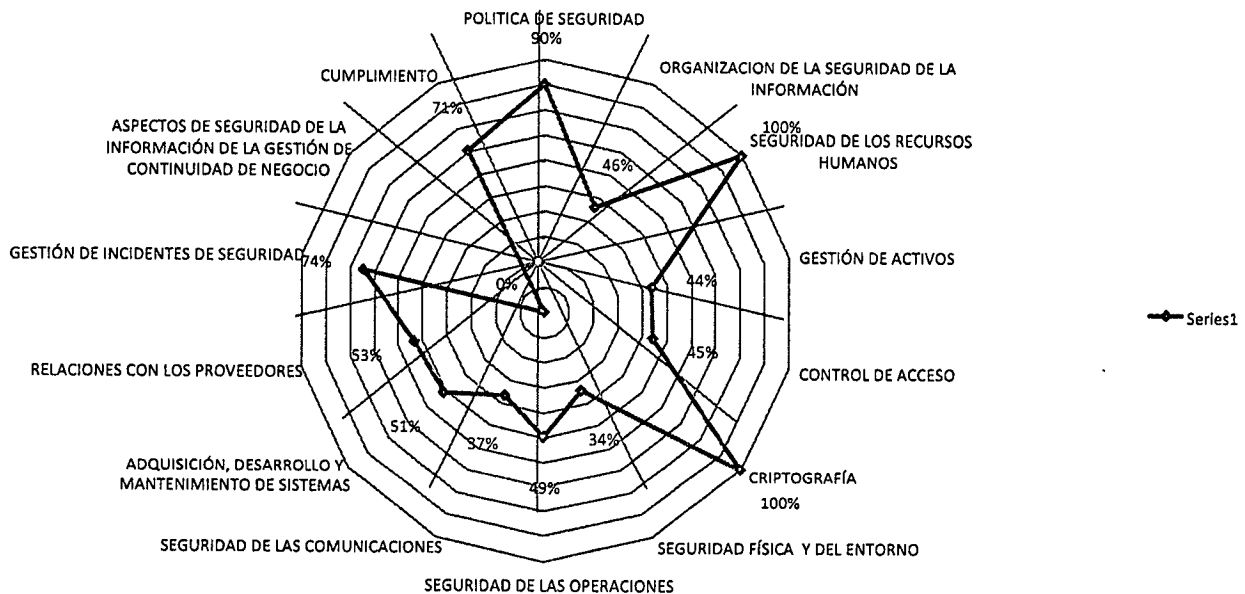 POLITICA DE SEGURIDAD
90%
ORGANIZACION DE LA SEGURIDAD DE LA
INFORMACIÓN
46%
100%
SEGURIDAD DE LOS RECURSOS
HUMANOS
GESTIÓN DE ACTIVOS
44%
45%
CONTROL DE ACCESO
CRIPTOGRAFÍA
100%
34%
SEGURIDAD FÍSICA Y DEL ENTORNO
49%
SEGURIDAD DE LAS OPERACIONES
37%
SEGURIDAD DE LAS COMUNICACIONES
51%
ADQUISICIÓN, DESARROLLO Y
MANTENIMIENTO DE SISTEMAS
53%
RELACIONES CON LOS PROVEEDORES
GESTIÓN DE INCIDENTES DE SEGURIDAD
74%
0%
ASPECTOS DE SEGURIDAD DE LA
INFORMACIÓN DE LA GESTIÓN DE
CONTINUIDAD DE NEGOCIO
CUMPLIMIENTO
71%
Series1